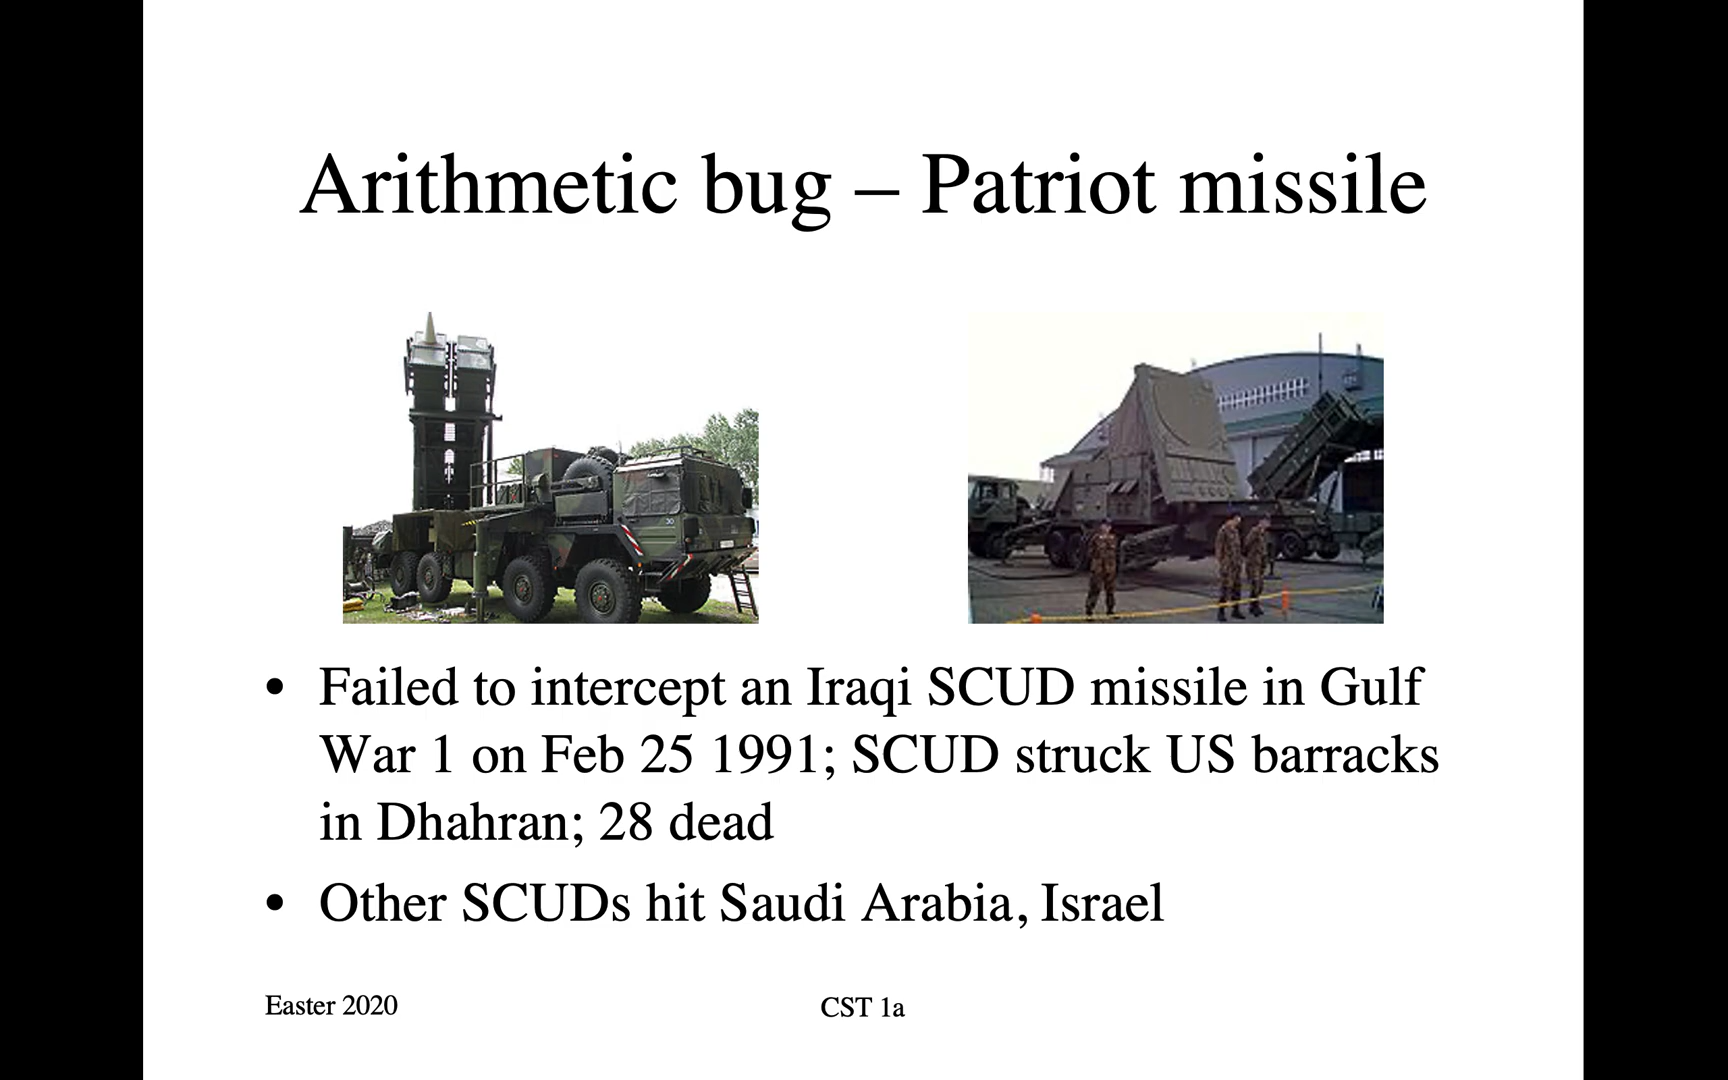 Arithmetic bug – Patriot missile
• Failed to intercept an Iraqi SCUD missile in Gulf
War 1 on Feb 25 1991; SCUD struck US barracks
in Dhahran; 28 dead
• Other SCUDs hit Saudi Arabia, Israel
Easter 2020
CST 1a